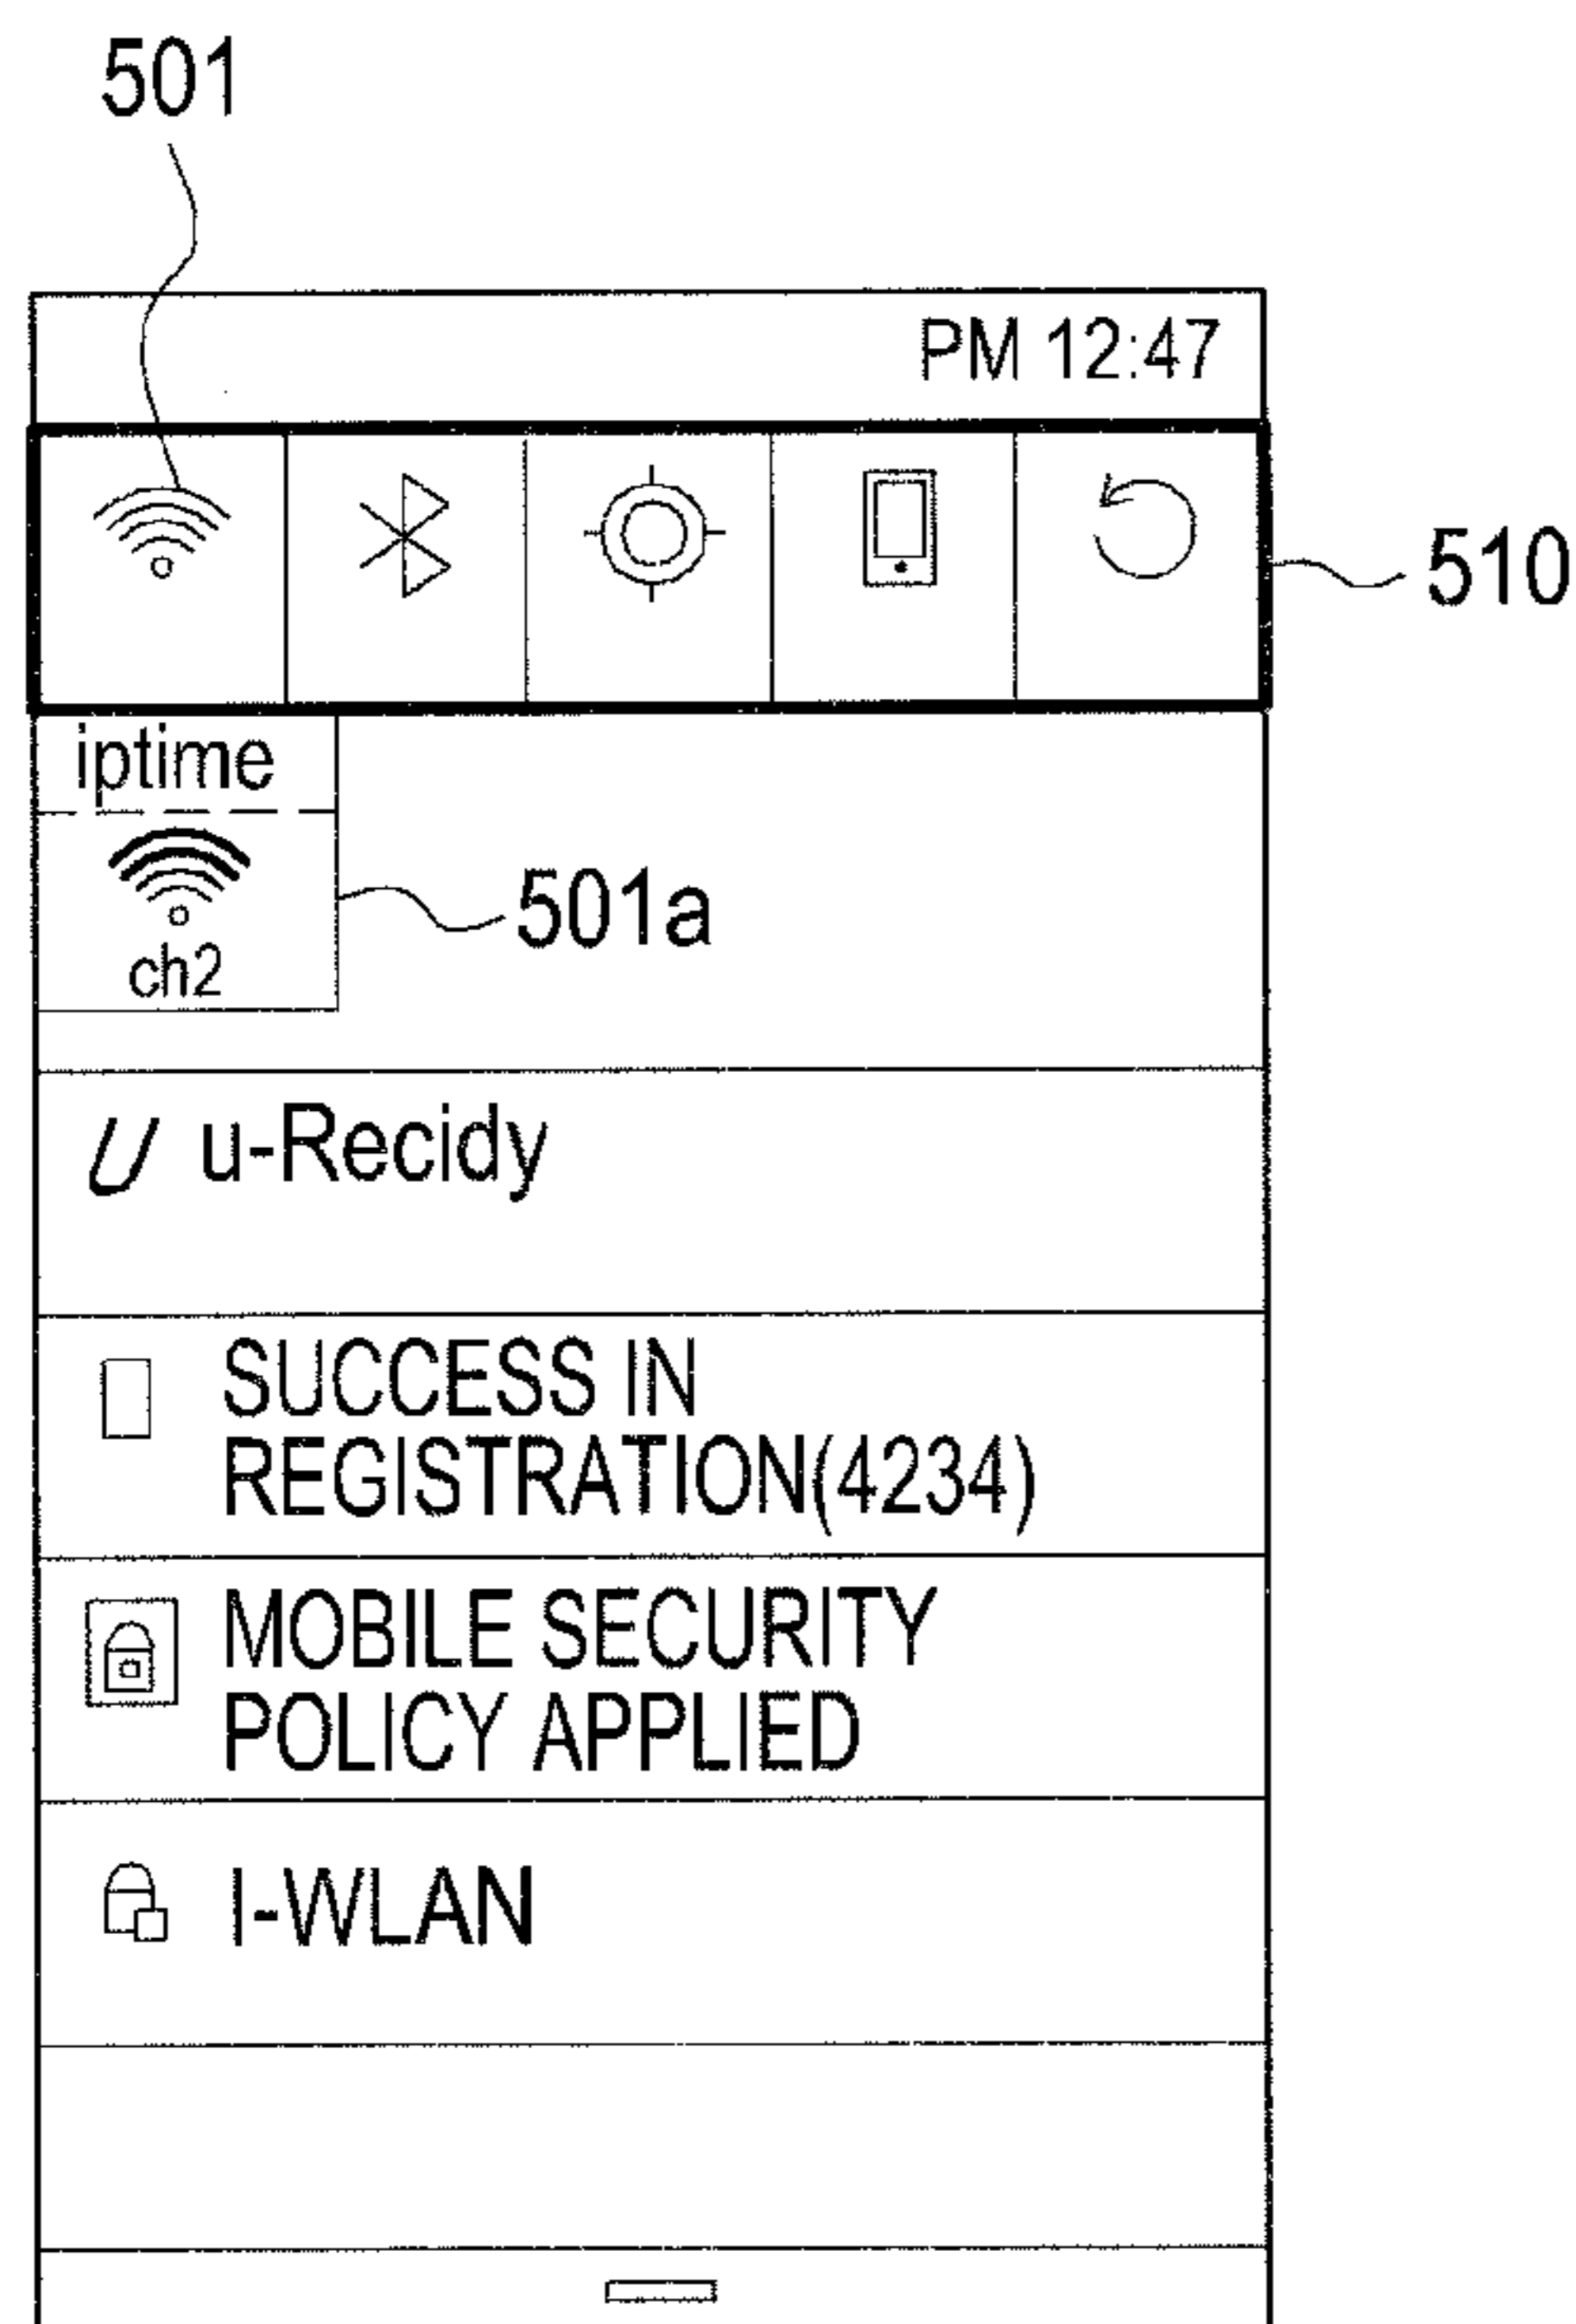 501
PM 12:47
510
iptime
501a
ch2
U u-Recidy
SUCCESS IN
REGISTRATION(4234)
MOBILE SECURITY
POLICY APPLIED
I-WLAN